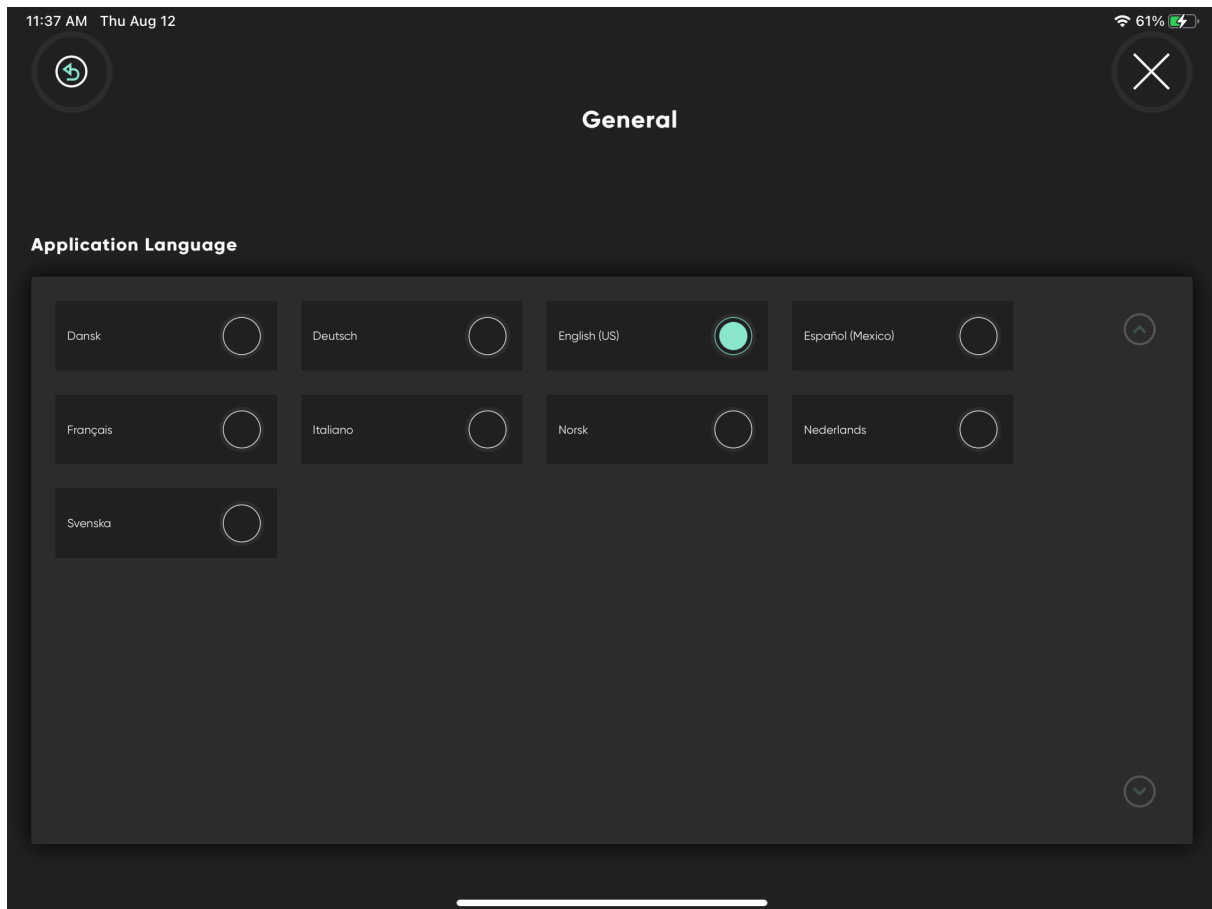 11:37 AM Thu Aug 12 61%
General
Application Language
Dansk Deutsch English (US) Español (Mexico)
Français Italiano Norsk Nederlands
Svenska